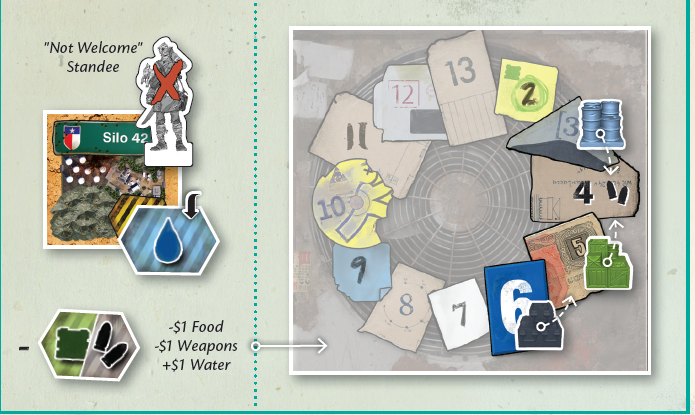 "Not Welcome"
Standee
Silo 42
-
-$1 Food
-$1 Weapons
+$1 Water
13
12
2
11
3
4
10
5
9
6
8
7